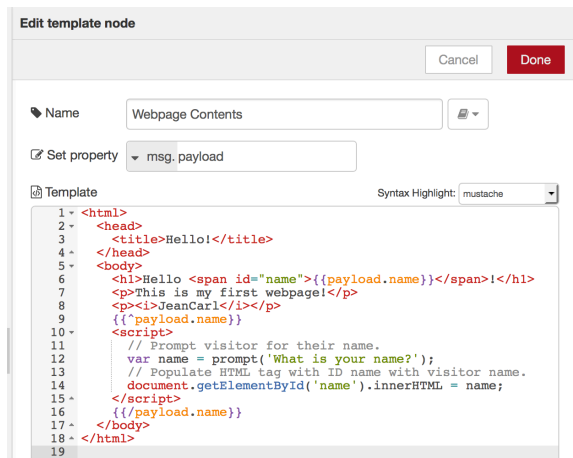 Edit template node
Cancel Done
Name Webpage Contents
Set property msg. payload
Template Syntax Highlight: mustache
1 <html>
2 <head>
3 <title>Hello!</title>
4 </head>
5 <body>
6 <h1>Hello <span id="name">{{payload.name}}</span>!</h1>
7 <p>This is my first webpage!</p>
8 <p><i>JeanCarl</i></p>
9 {{^payload.name}}
10 <script>
11 // Prompt visitor for their name.
12 var name = prompt('What is your name?');
13 // Populate HTML tag with ID name with visitor name.
14 document.getElementById('name').innerHTML = name;
15 </script>
16 {{/payload.name}}
17 </body>
18 </html>
19